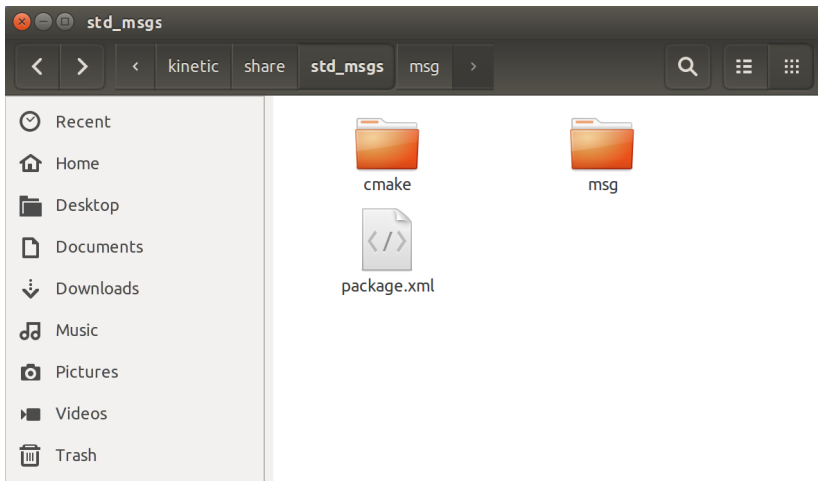 std_msgs
kinetic share std_msgs msg
Recent
Home
Desktop
Documents
Downloads
Music
Pictures
Videos
Trash
cmake msg
package.xml